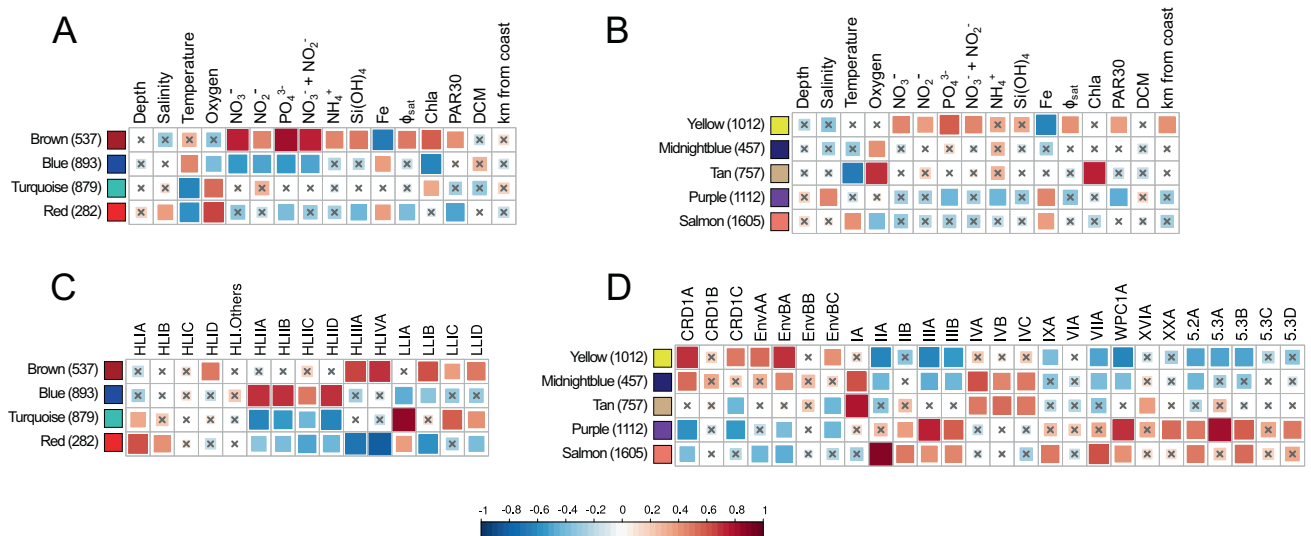 A
Depth
Salinity
Temperature
Oxygen
NO₃⁻
NO₂⁻
PO₄³⁻
NO₃⁻ + NO₂⁻
NH₄⁺
Si(OH)₄
Fe
ϕsat
Chla
PAR30
DCM
km from coast
Brown (537)
Blue (893)
Turquoise (879)
Red (282)
B
Depth
Salinity
Temperature
Oxygen
NO₃⁻
NO₂⁻
PO₄³⁻
NO₃⁻ + NO₂⁻
NH₄⁺
Si(OH)₄
Fe
ϕsat
Chla
PAR30
DCM
km from coast
Yellow (1012)
Midnightblue (457)
Tan (757)
Purple (1112)
Salmon (1605)
C
HLIA
HLIB
HLIC
HLID
HLI.Others
HLIIA
HLIIB
HLIIC
HLIID
HLIIIA
HLIVA
LLIA
LLIB
LLIC
LLID
Brown (537)
Blue (893)
Turquoise (879)
Red (282)
D
CRD1A
CRD1B
CRD1C
EnvAA
EnvBA
EnvBB
EnvBC
IA
IIA
IIB
IIIA
IIIB
IVA
IVB
IVC
IXA
VIA
VIIA
WPC1A
XVIA
XXA
5.2A
5.3A
5.3B
5.3C
5.3D
Yellow (1012)
Midnightblue (457)
Tan (757)
Purple (1112)
Salmon (1605)
-1 -0.8 -0.6 -0.4 -0.2 0 0.2 0.4 0.6 0.8 1